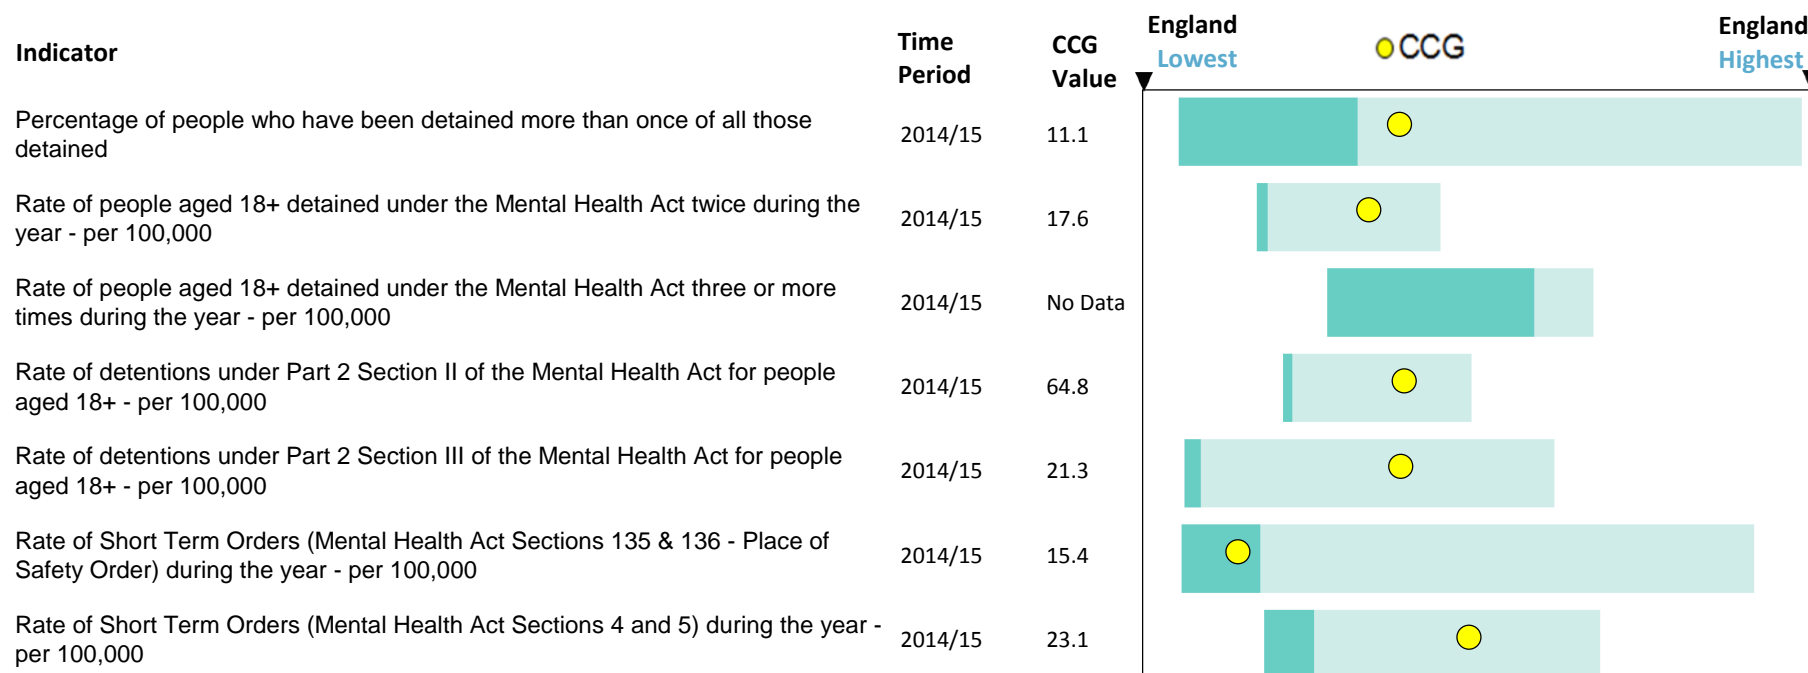 Indicator
Time
Period
CCG
Value
England
Lowest
CCG
England
Highest
Percentage of people who have been detained more than once of all those
detained
2014/15
11.1
Rate of people aged 18+ detained under the Mental Health Act twice during the
year - per 100,000
2014/15
17.6
Rate of people aged 18+ detained under the Mental Health Act three or more
times during the year - per 100,000
2014/15
No Data
Rate of detentions under Part 2 Section II of the Mental Health Act for people
aged 18+ - per 100,000
2014/15
64.8
Rate of detentions under Part 2 Section III of the Mental Health Act for people
aged 18+ - per 100,000
2014/15
21.3
Rate of Short Term Orders (Mental Health Act Sections 135 & 136 - Place of
Safety Order) during the year - per 100,000
2014/15
15.4
Rate of Short Term Orders (Mental Health Act Sections 4 and 5) during the year -
per 100,000
2014/15
23.1